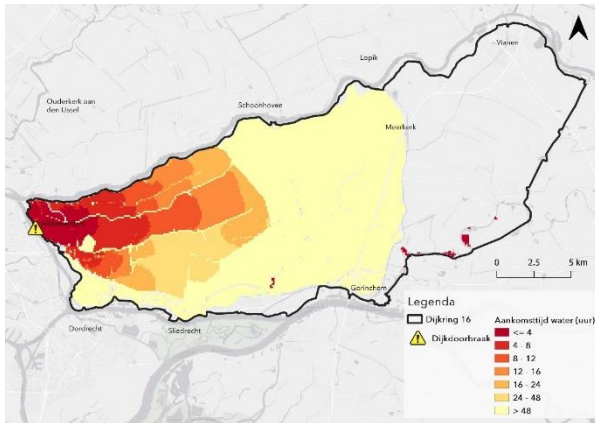 Vianen
Lopik
Ouderkerk aan
den IJssel
Schoonhoven
Meerkerk
0 2.5 5 km
Gorinchem
Dordrecht
Sliedrecht
Legenda
Dijkring 16
Dijkdoorbraak
Aankomsttijd water (uur)
<= 4
4 - 8
8 - 12
12 - 16
16 - 24
24 - 48
> 48